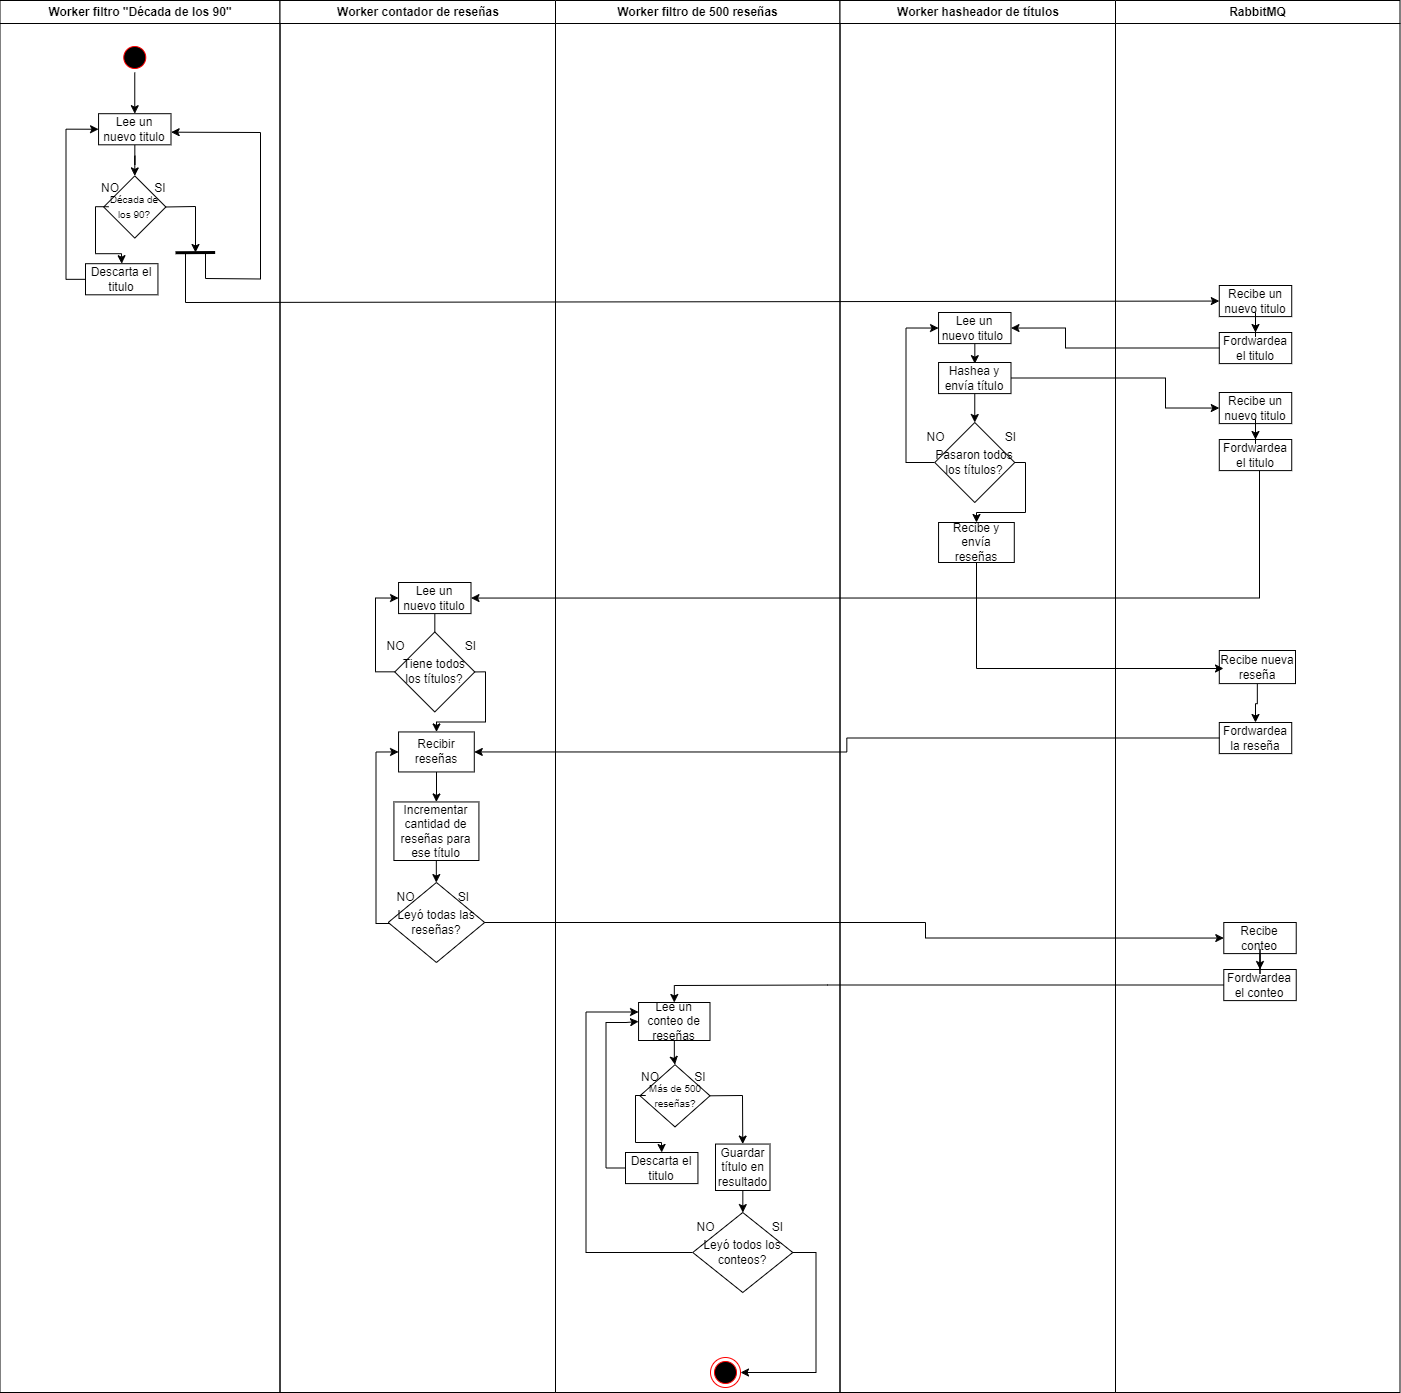 Worker filtro "Década de los 90"
Worker contador de reseñas
Worker filtro de 500 reseñas
Worker hasheador de títulos
RabbitMQ
Lee un
nuevo titulo
NO
SI
Década de
los 90?
Descarta el
titulo
Recibe un
nuevo titulo
Fordwardea
el titulo
Lee un
nuevo titulo
Hashea y
envía título
Recibe un
nuevo titulo
Fordwardea
el titulo
NO
SI
Pasaron todos
los títulos?
Recibe y
envía
reseñas
Lee un
nuevo titulo
NO
SI
Tiene todos
los títulos?
Recibe nueva
reseña
Fordwardea
la reseña
Recibir
reseñas
Incrementar
cantidad de
reseñas para
ese título
NO
SI
Leyó todas las
reseñas?
Recibe
conteo
Fordwardea
el conteo
Lee un
conteo de
reseñas
NO
SI
Más de 500
reseñas?
Descarta el
titulo
Guardar
título en
resultado
NO
SI
Leyó todos los
conteos?